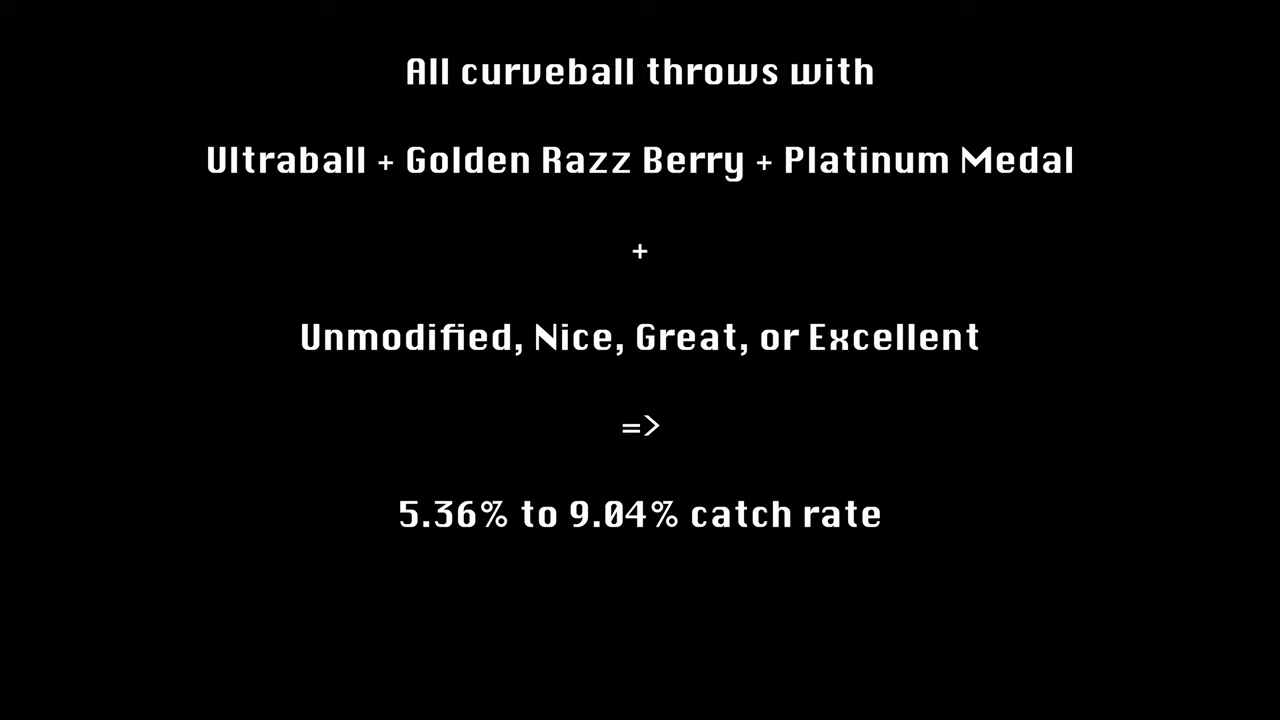 All curveball throws with
Ultraball + Golden Razz Berry + Platinum Medal
+
Unmodified, Nice, Great, or Excellent
=>
5.36% to 9.04% catch rate